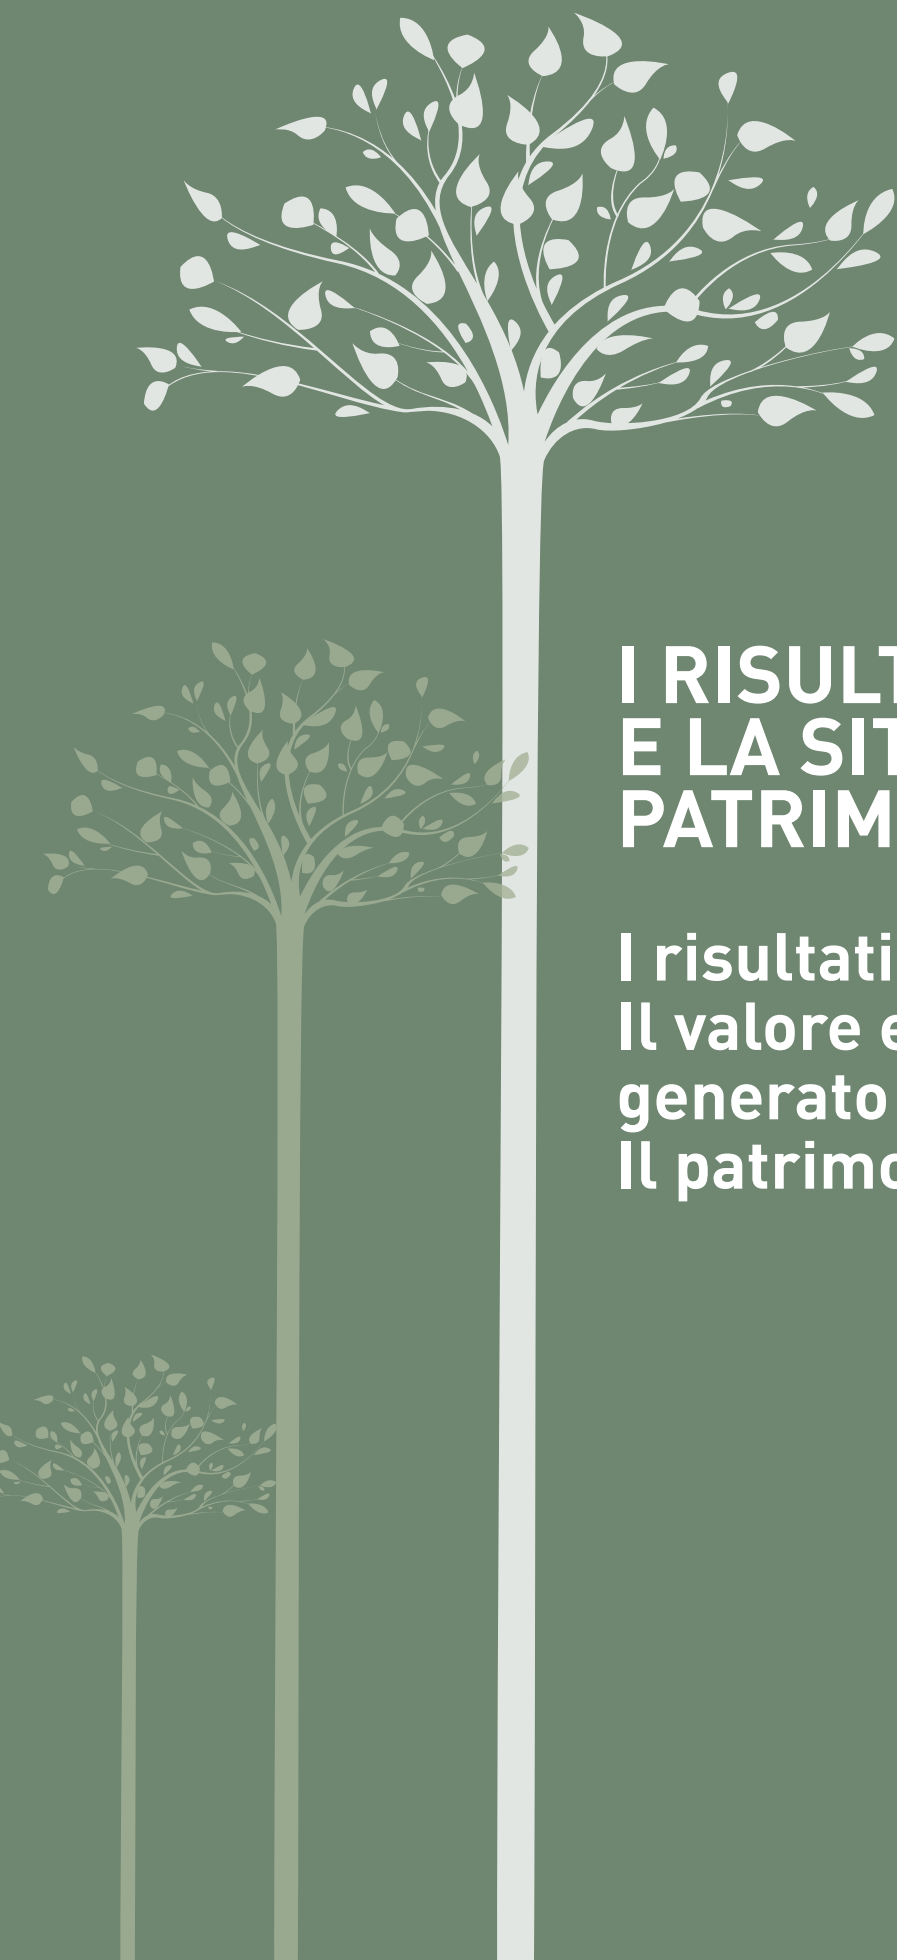 I RISULT
E LA SIT
PATRIM
I risultati
Il valore e
generato
Il patrimo